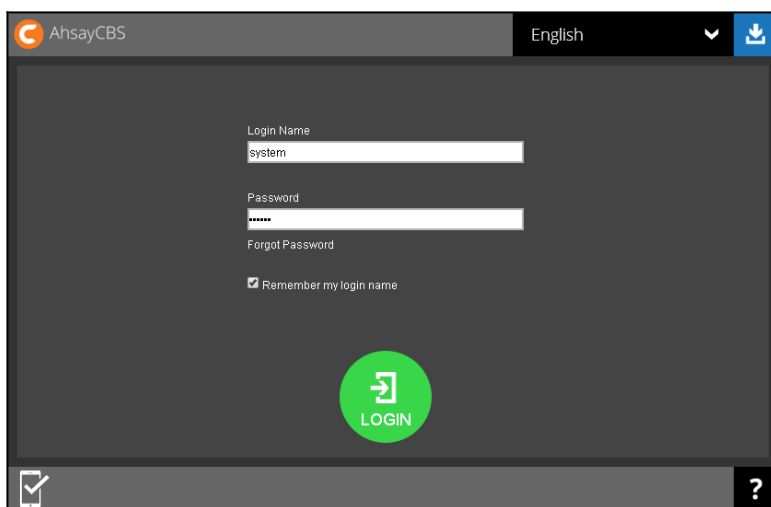 AhsayCBS
English
Login Name
system
Password
••••••
Forgot Password
Remember my login name
LOGIN
?